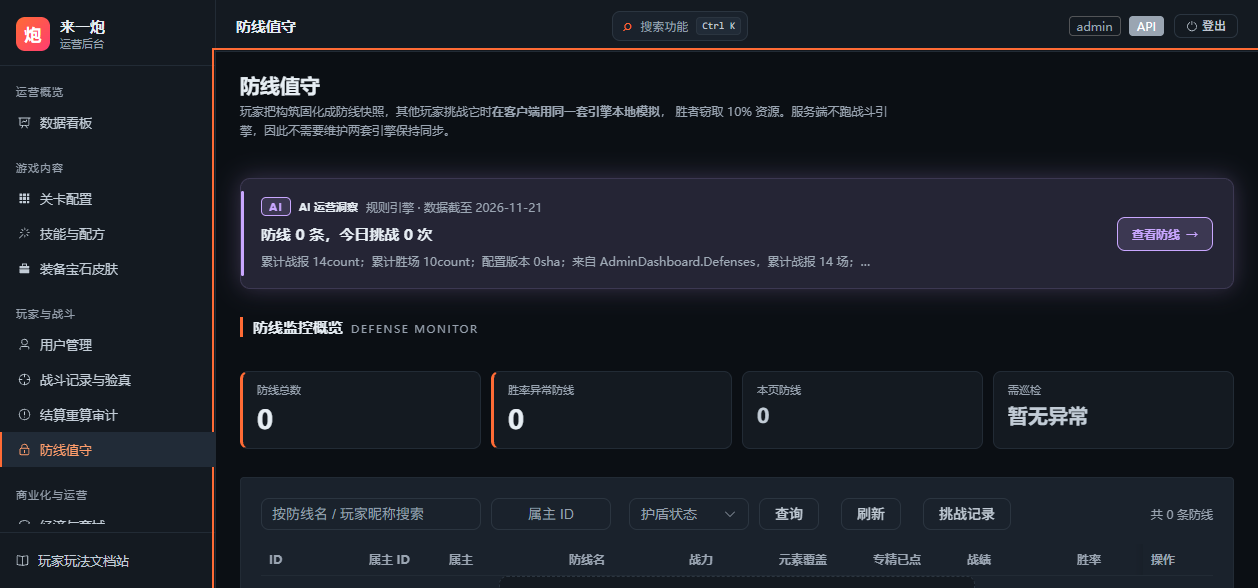 炮
来一炮
运营后台
防线值守
搜索功能 Ctrl K
admin
API
登出
运营概览
数据看板
游戏内容
关卡配置
技能与配方
装备宝石皮肤
玩家与战斗
用户管理
战斗记录与验真
结算重算审计
防线值守
商业化与运营
玩家玩法文档站
防线值守
玩家把构筑固化成防线快照，其他玩家挑战它时在客户端用同一套引擎本地模拟， 胜者窃取 10% 资源。服务端不跑战斗引
擎，因此不需要维护两套引擎保持同步。
AI AI 运营洞察 规则引擎 · 数据截至 2026-11-21
防线 0 条，今日挑战 0 次
累计战报 14count；累计胜场 10count；配置版本 0sha；来自 AdminDashboard.Defenses，累计战报 14 场；...
查看防线 →
防线监控概览 DEFENSE MONITOR
防线总数
0
胜率异常防线
0
本页防线
0
需巡检
暂无异常
按防线名 / 玩家昵称搜索
属主 ID
护盾状态
查询
刷新
挑战记录
共 0 条防线
ID 属主 ID 属主 防线名 战力 元素覆盖 专精已点 战绩 胜率 操作